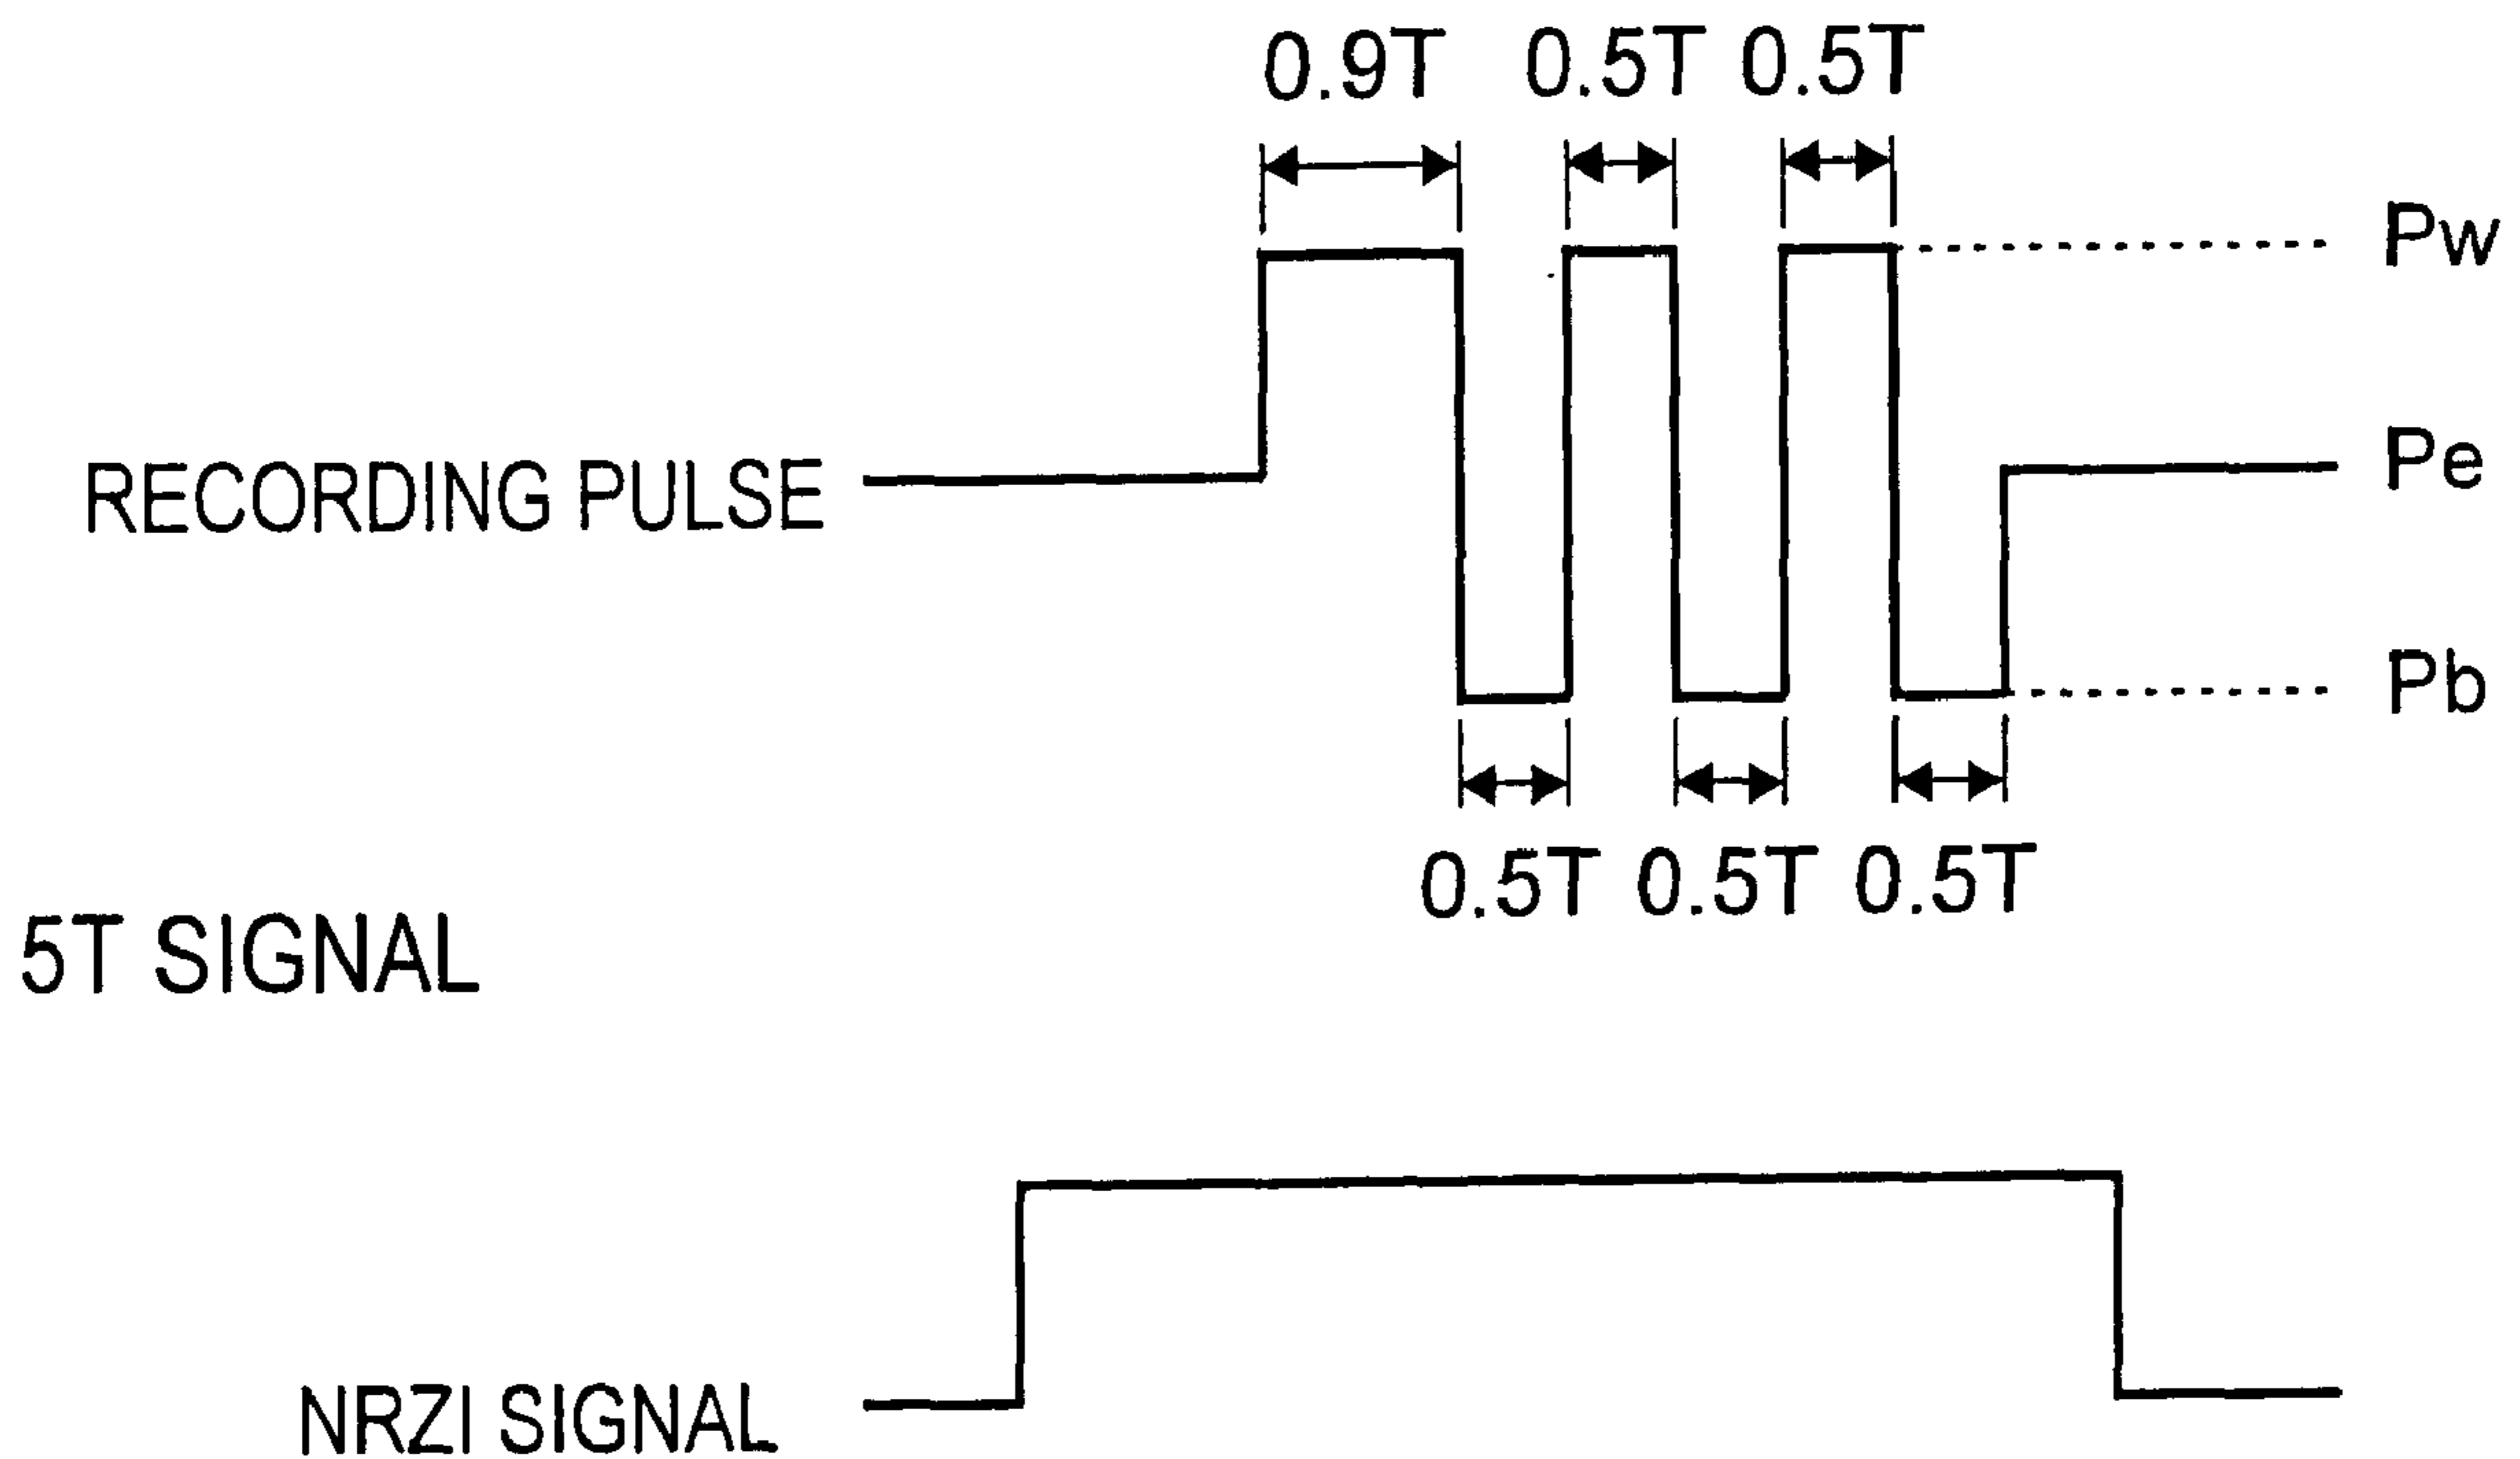 0.9T 0.5T 0.5T
Pw
RECORDING PULSE
Pe
Pb
0.5T 0.5T 0.5T
5T SIGNAL
NRZI SIGNAL